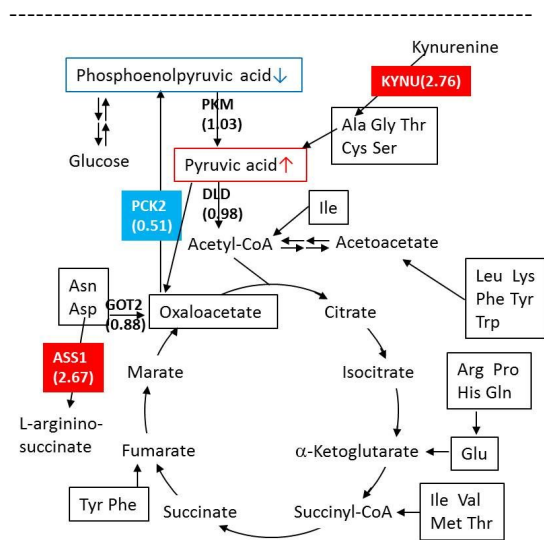 Kynurenine
Phosphoenolpyruvic acid↓
KYNU(2.76)
PKM
(1.03)
Ala Gly Thr
Cys Ser
Glucose
Pyruvic acid↑
PCK2
(0.51)
DLD
(0.98)
Ile
Acetyl-CoA
Acetoacetate
Leu Lys
Phe Tyr
Trp
Asn
Asp
GOT2
(0.88)
Oxaloacetate
Citrate
ASS1
(2.67)
Marate
Isocitrate
Arg Pro
His Gln
L-arginino-
succinate
Fumarate
α-Ketoglutarate
Glu
Tyr Phe
Succinate
Succinyl-CoA
Ile Val
Met Thr